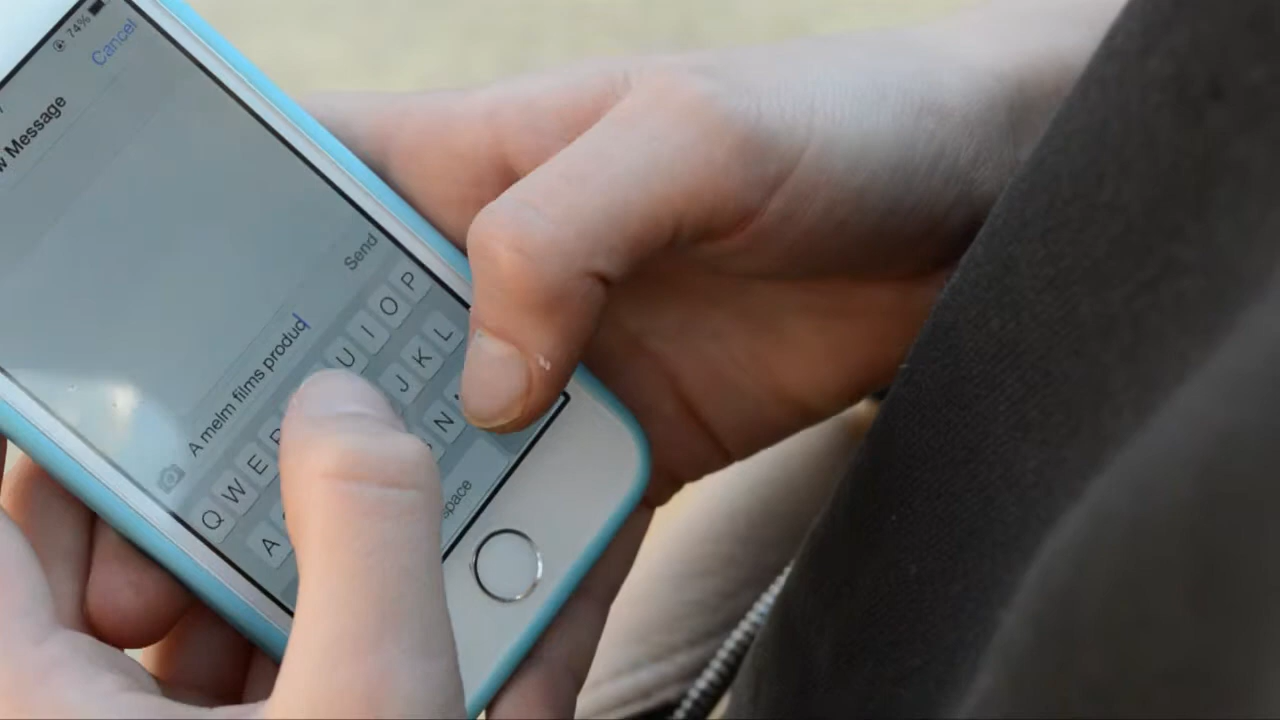 74%
Cancel
w Message
Send
A melm films produc
Q W E R U I O P
A J K L
N
space